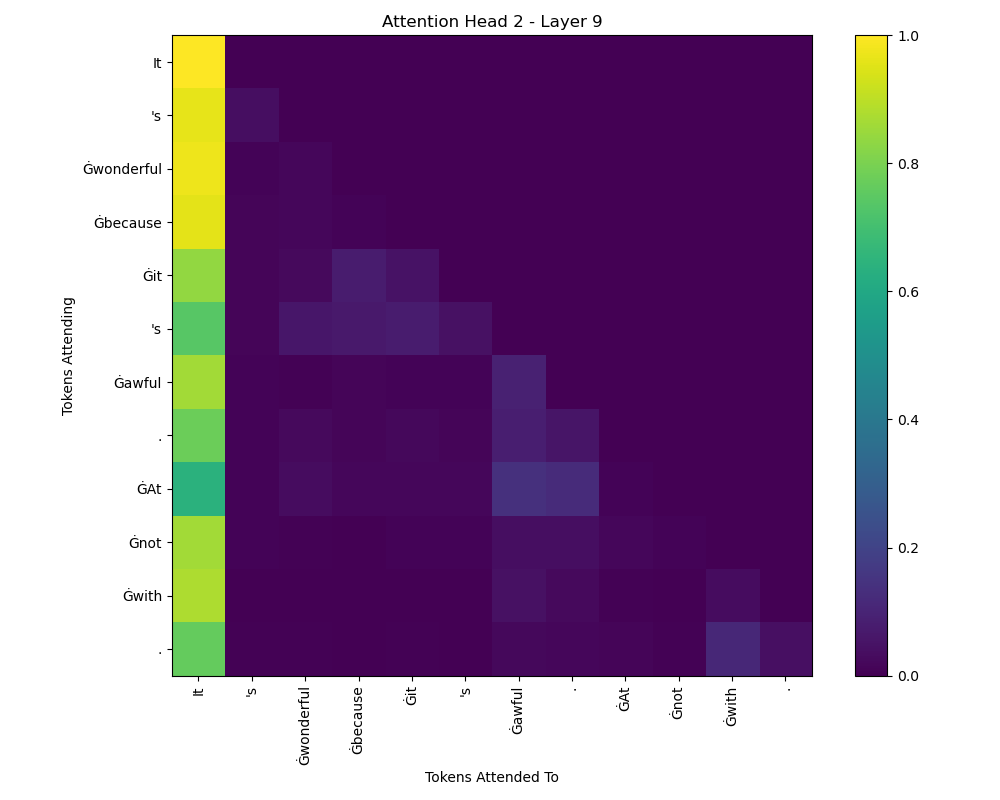 Attention Head 2 - Layer 9
It
's
Ġwonderful
Ġbecause
Ġit
's
Ġawful
.
ĠAt
Ġnot
Ġwith
.
Tokens Attending
It
's
Ġwonderful
Ġbecause
Ġit
's
Ġawful
.
ĠAt
Ġnot
Ġwith
.
Tokens Attended To
1.0
0.8
0.6
0.4
0.2
0.0